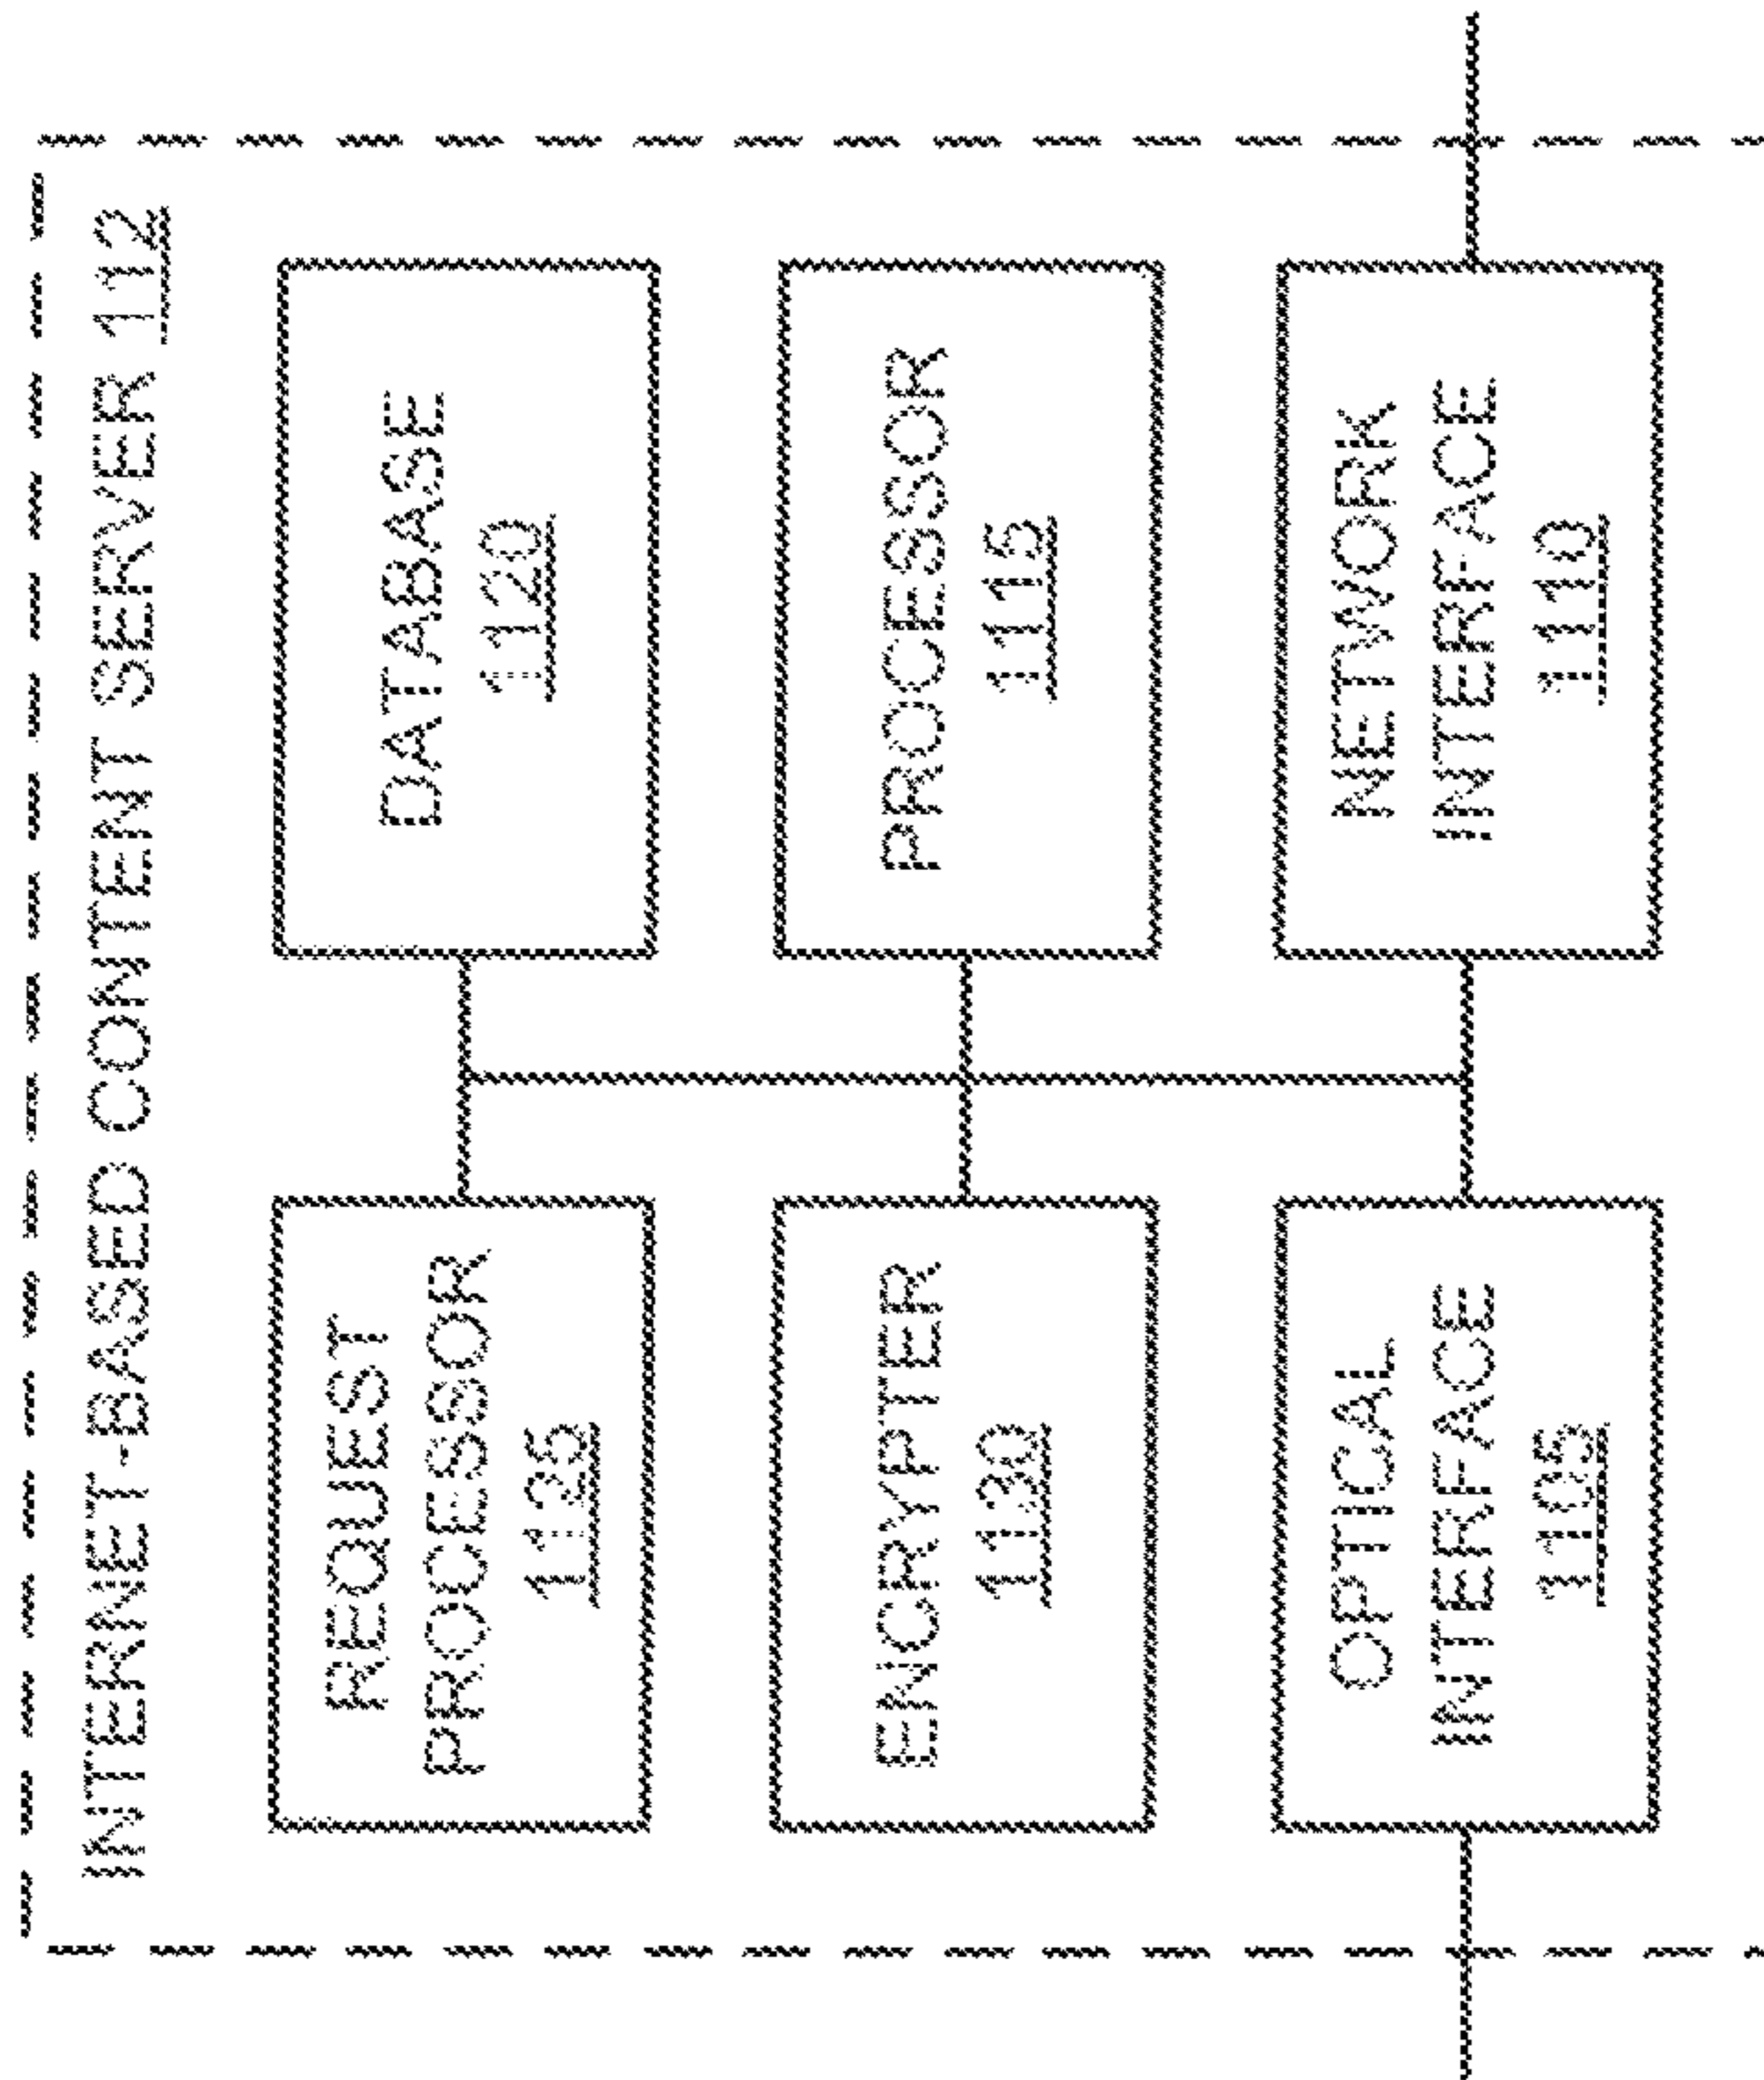 INTERNET-BASED CONTENT SERVER 112
REQUEST
PROCESSOR
1125
DATABASE
1120
ENCRYPTER
1130
PROCESSOR
1115
OPTICAL
INTERFACE
1105
NETWORK
INTERFACE
1110